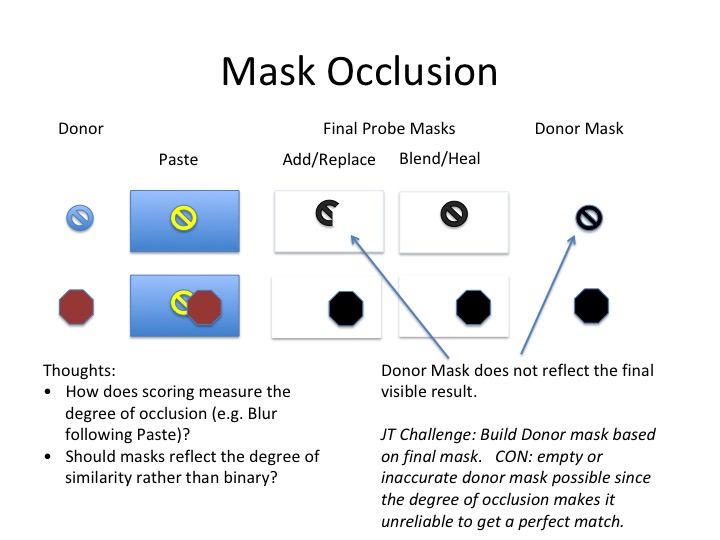 Mask Occlusion
Donor
Final Probe Masks
Donor Mask
Paste
Add/Replace
Blend/Heal
Thoughts:
• How does scoring measure the
degree of occlusion (e.g. Blur
following Paste)?
• Should masks reflect the degree of
similarity rather than binary?
Donor Mask does not reflect the final
visible result.
JT Challenge: Build Donor mask based
on final mask.   CON: empty or
inaccurate donor mask possible since
the degree of occlusion makes it
unreliable to get a perfect match.